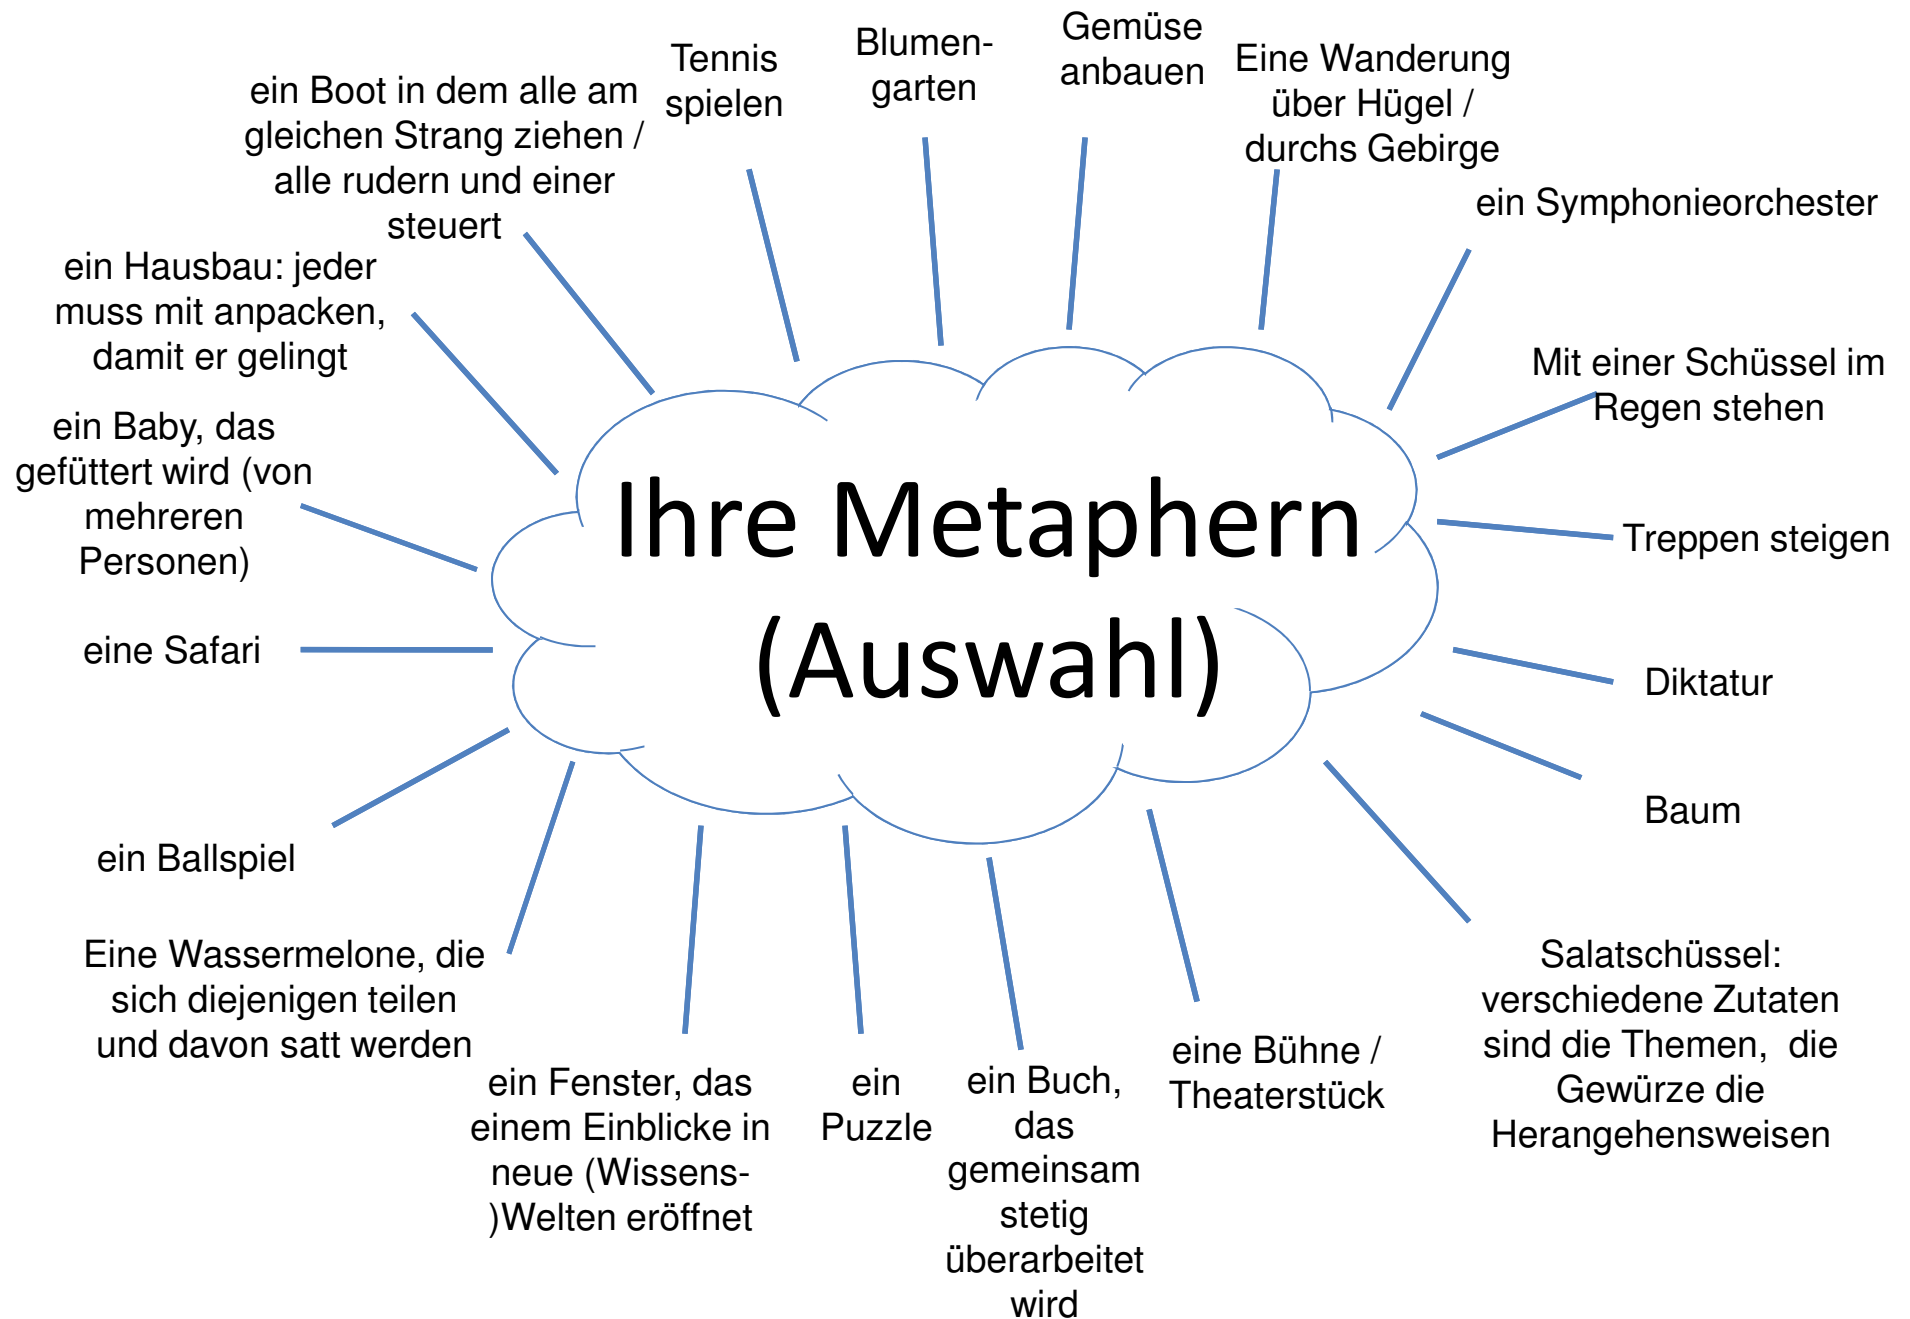 Tennis
spielen
Blumen-
garten
Gemüse
anbauen
Eine Wanderung
über Hügel /
durchs Gebirge
ein Boot in dem alle am
gleichen Strang ziehen /
alle rudern und einer
steuert
ein Symphonieorchester
ein Hausbau: jeder
muss mit anpacken,
damit er gelingt
Mit einer Schüssel im
Regen stehen
ein Baby, das
gefüttert wird (von
mehreren
Personen)
Ihre Metaphern
(Auswahl)
Treppen steigen
eine Safari
Diktatur
Baum
ein Ballspiel
Eine Wassermelone, die
sich diejenigen teilen
und davon satt werden
ein Fenster, das
einem Einblicke in
neue (Wissens-
)Welten eröffnet
ein
Puzzle
ein Buch,
das
gemeinsam
stetig
überarbeitet
wird
eine Bühne /
Theaterstück
Salatschüssel:
verschiedene Zutaten
sind die Themen,  die
Gewürze die
Herangehensweisen